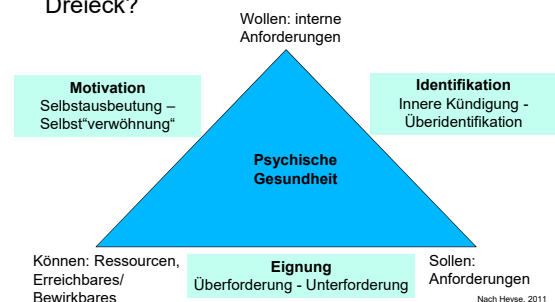 Dreieck?
Wollen: interne
Anforderungen
Motivation
Selbstausbeutung –
Selbst“verwöhnung“
Identifikation
Innere Kündigung -
Überidentifikation
Psychische
Gesundheit
Können: Ressourcen,
Erreichbares/
Bewirkbares
Eignung
Überforderung - Unterforderung
Sollen:
Anforderungen
Nach Heyse, 2011